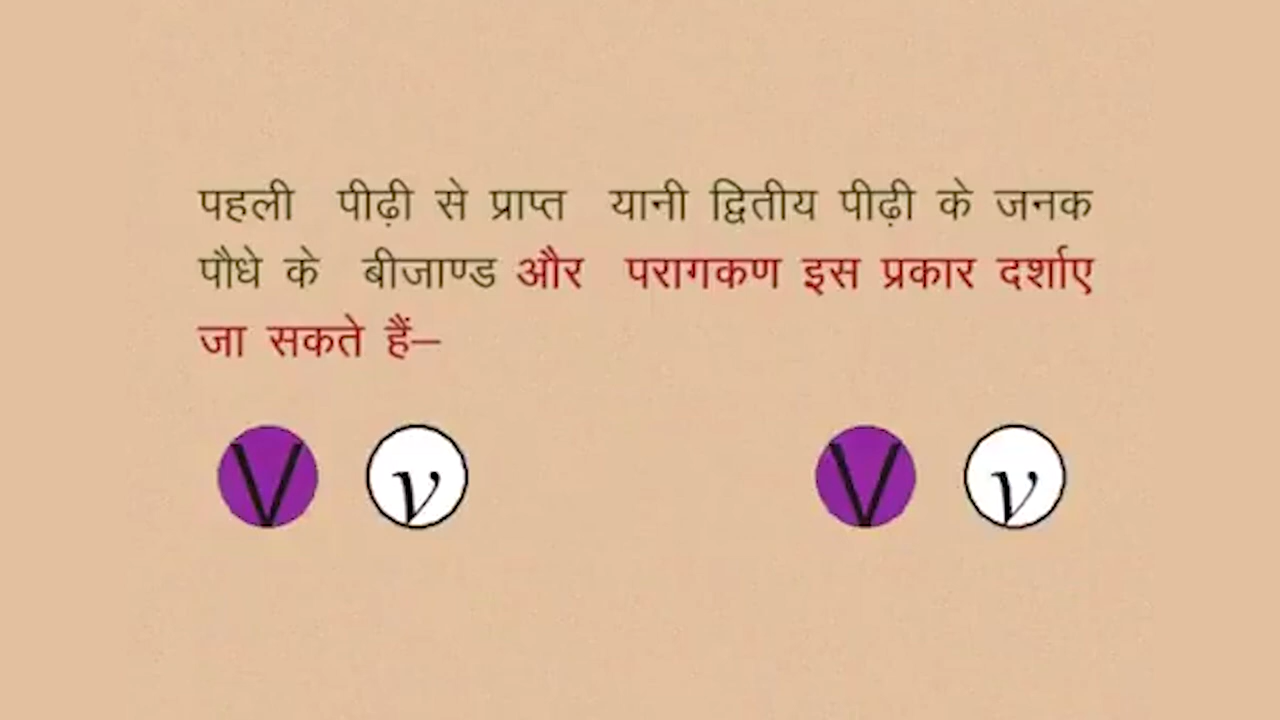 पहली पीढ़ी से प्राप्त यानी द्वितीय पीढ़ी के जनक
पौधे के बीजाण्ड और परागकण इस प्रकार दर्शाए
जा सकते हैं–
V v V v